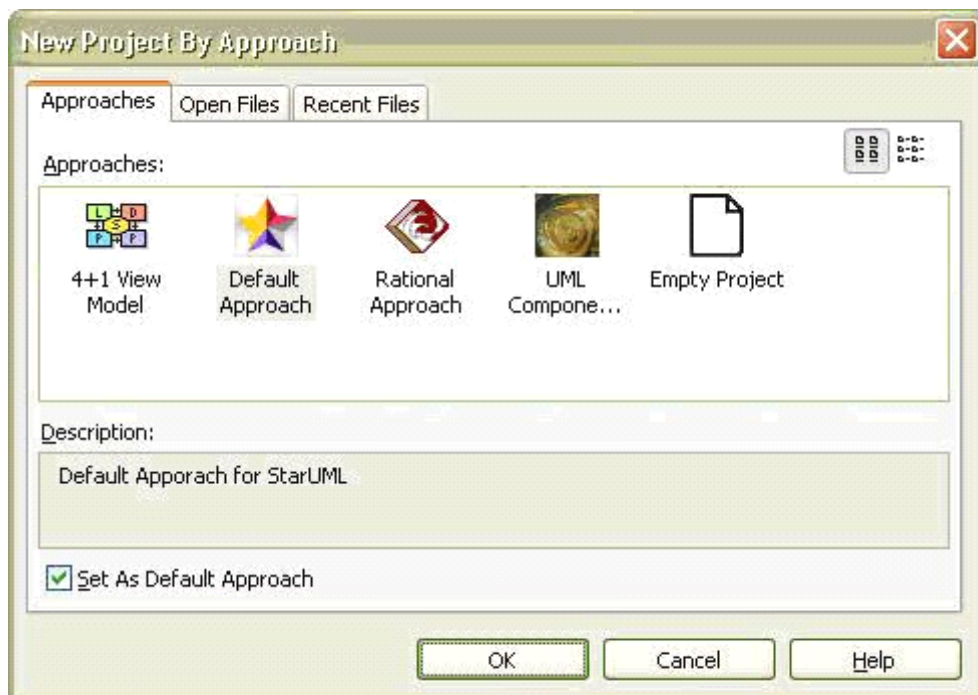 New Project By Approach
Approaches
Open Files
Recent Files
Approaches:
L D
S
P P
4+1 View
Model
Default
Approach
Rational
Approach
UML
Compone...
Empty Project
Description:
Default Apporach for StarUML
Set As Default Approach
OK
Cancel
Help